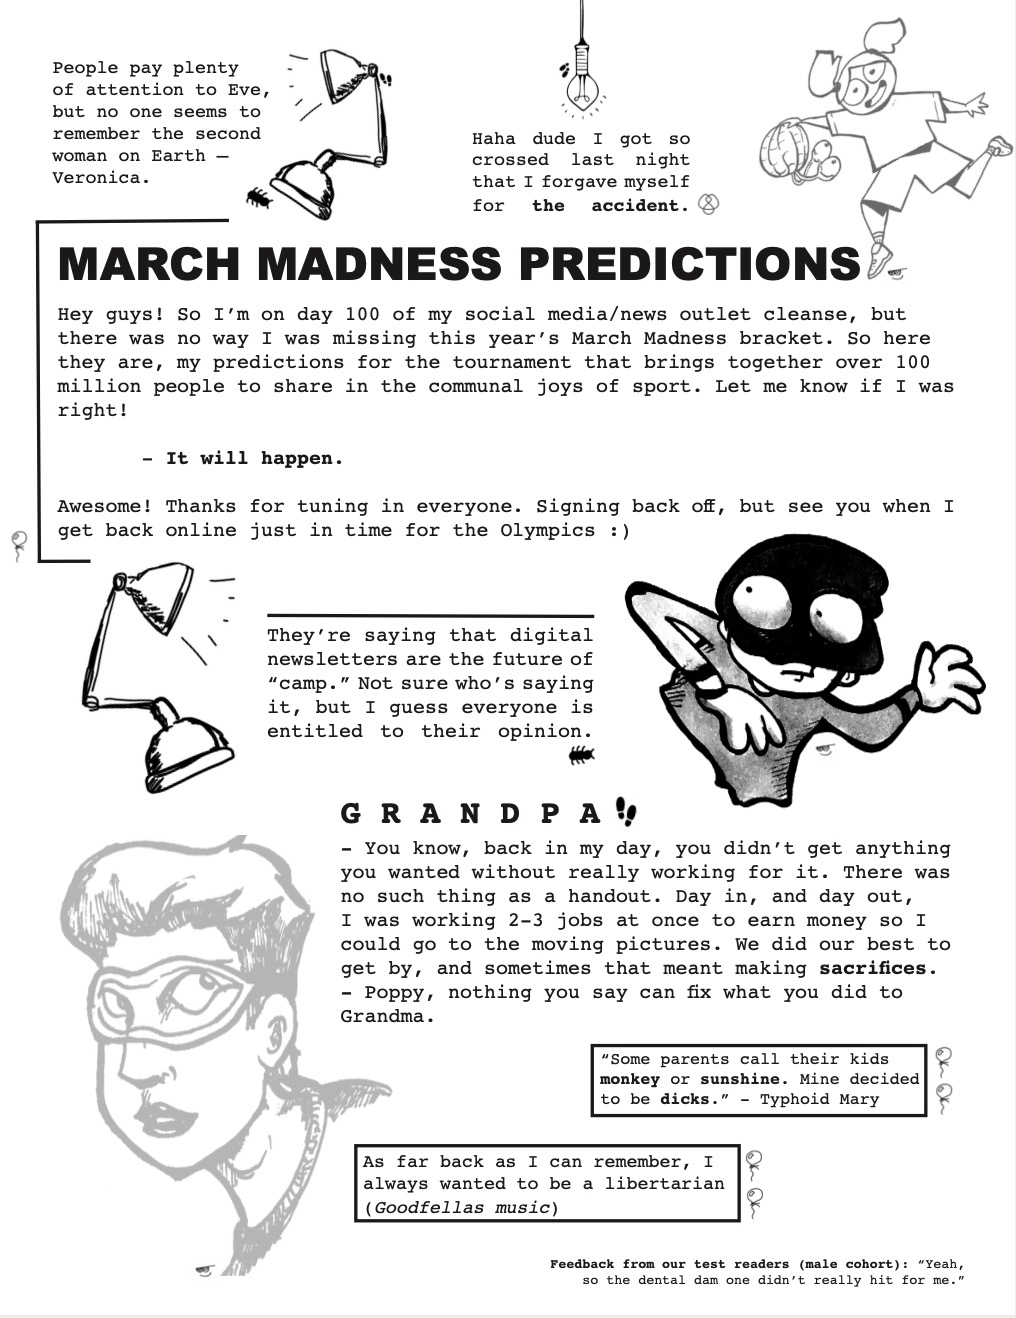 People pay plenty
of attention to Eve,
but no one seems to
remember the second
woman on Earth —
Veronica.
Haha dude I got so
crossed last night
that I forgave myself
for the accident.
MARCH MADNESS PREDICTIONS
Hey guys! So I’m on day 100 of my social media/news outlet cleanse, but
there was no way I was missing this year’s March Madness bracket. So here
they are, my predictions for the tournament that brings together over 100
million people to share in the communal joys of sport. Let me know if I was
right!
- It will happen.
Awesome! Thanks for tuning in everyone. Signing back off, but see you when I
get back online just in time for the Olympics :)
They’re saying that digital
newsletters are the future of
“camp.” Not sure who’s saying
it, but I guess everyone is
entitled to their opinion.
GRANDPA
- You know, back in my day, you didn’t get anything
you wanted without really working for it. There was
no such thing as a handout. Day in, and day out,
I was working 2-3 jobs at once to earn money so I
could go to the moving pictures. We did our best to
get by, and sometimes that meant making sacrifices.
- Poppy, nothing you say can fix what you did to
Grandma.
“Some parents call their kids
monkey or sunshine. Mine decided
to be dicks.” - Typhoid Mary
As far back as I can remember, I
always wanted to be a libertarian
(Goodfellas music)
Feedback from our test readers (male cohort): “Yeah,
so the dental dam one didn’t really hit for me.”